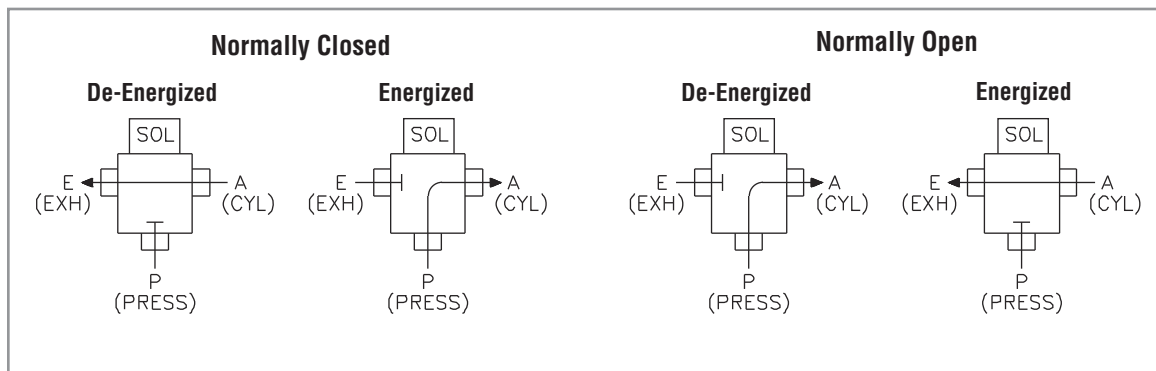 Normally Closed
De-Energized
Energized
SOL
E
(EXH)
A
(CYL)
P
(PRESS)
SOL
E
(EXH)
A
(CYL)
P
(PRESS)
Normally Open
De-Energized
Energized
SOL
E
(EXH)
A
(CYL)
P
(PRESS)
SOL
E
(EXH)
A
(CYL)
P
(PRESS)